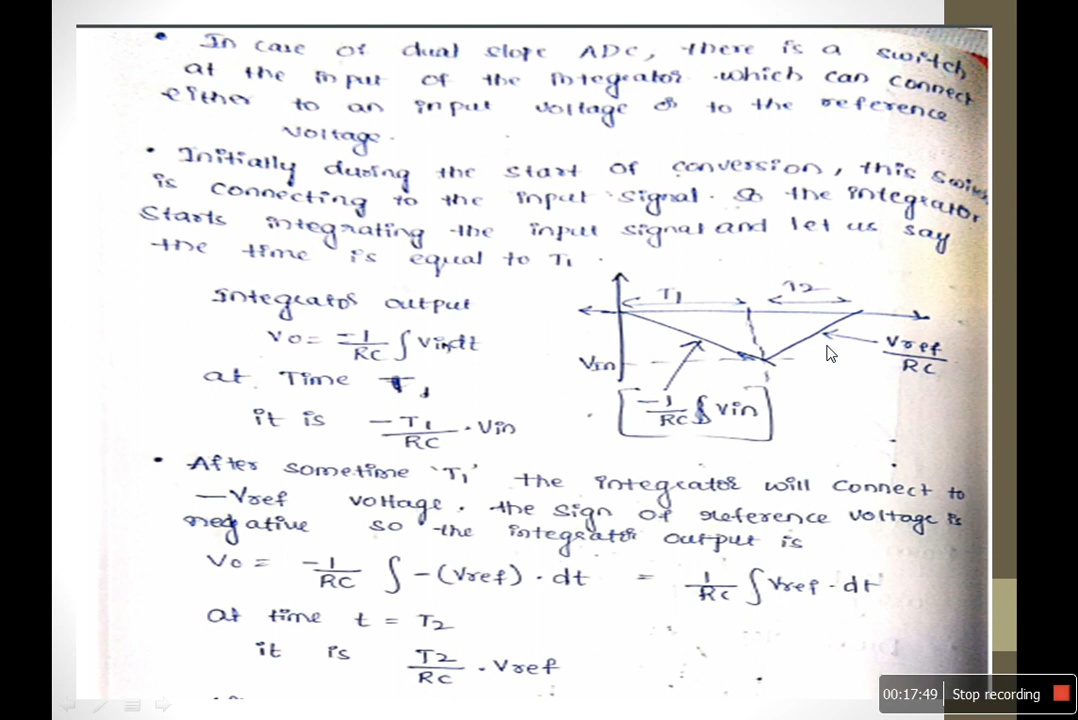 • In case of dual slope ADC, there is a switch
at the input of the integrator which can connect
either to an input voltage or to the reference
voltage.
• Initially during the start of conversion, this switch
is connecting to the input signal. So the integrator
starts integrating the input signal and let us say
the time is equal to T1.
Integrator output
Vo = -1/RC ∫ Vin dt
at Time T1
it is -T1/RC · Vin
T1 T2
Vin
Vref/RC
-1/RC ∫ Vin
• After sometime 'T1' the integrator will connect to
-Vref voltage. the sign of reference voltage is
negative so the integrator output is
Vo = -1/RC ∫ -(Vref) · dt = 1/RC ∫ Vref · dt
at time t = T2
it is T2/RC · Vref
00:17:49 Stop recording